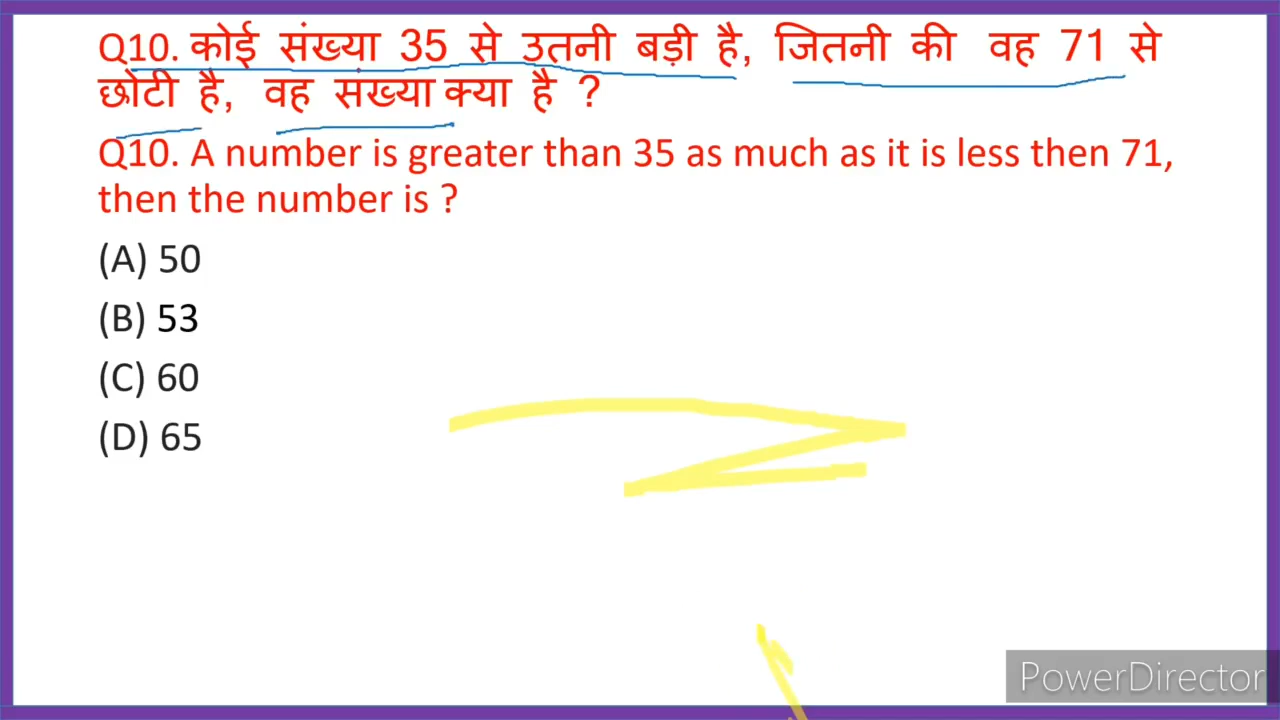 Q10. कोई संख्या 35 से उतनी बड़ी है, जितनी की वह 71 से
छोटी है, वह संख्या क्या है ?
Q10. A number is greater than 35 as much as it is less then 71,
then the number is ?
(A) 50
(B) 53
(C) 60
(D) 65
PowerDirector